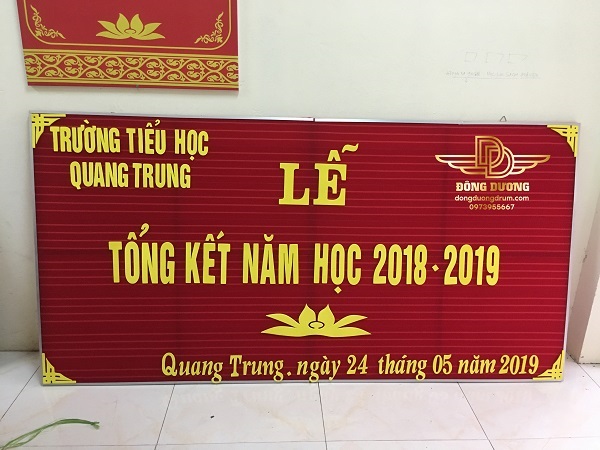 TRƯỜNG TIỂU HỌC
QUANG TRUNG
LỄ
ĐÔNG DƯƠNG
dongduongdrum.com
0973955667
TỔNG KẾT NĂM HỌC 2018 - 2019
Quang Trung. ngày 24 tháng 05 năm 2019